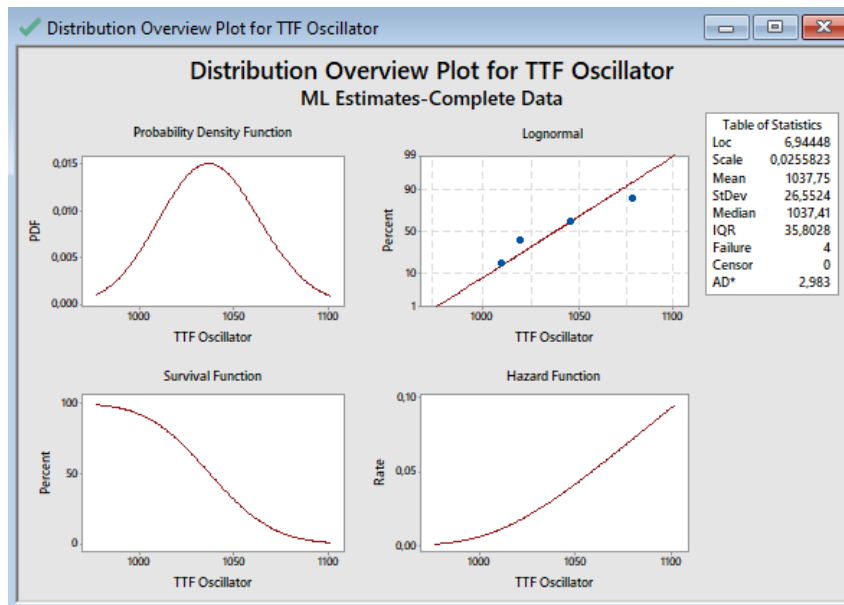 Distribution Overview Plot for TTF Oscillator
Distribution Overview Plot for TTF Oscillator
ML Estimates-Complete Data
Probability Density Function
0,015
0,010
0,005
0,000
PDF
1000 1050 1100
TTF Oscillator
Lognormal
99
90
50
10
1
Percent
1000 1050 1100
TTF Oscillator
Table of Statistics
Loc 6,94448
Scale 0,0255823
Mean 1037,75
StDev 26,5524
Median 1037,41
IQR 35,8028
Failure 4
Censor 0
AD* 2,983
Survival Function
100
50
0
Percent
1000 1050 1100
TTF Oscillator
Hazard Function
0,10
0,05
0,00
Rate
1000 1050 1100
TTF Oscillator